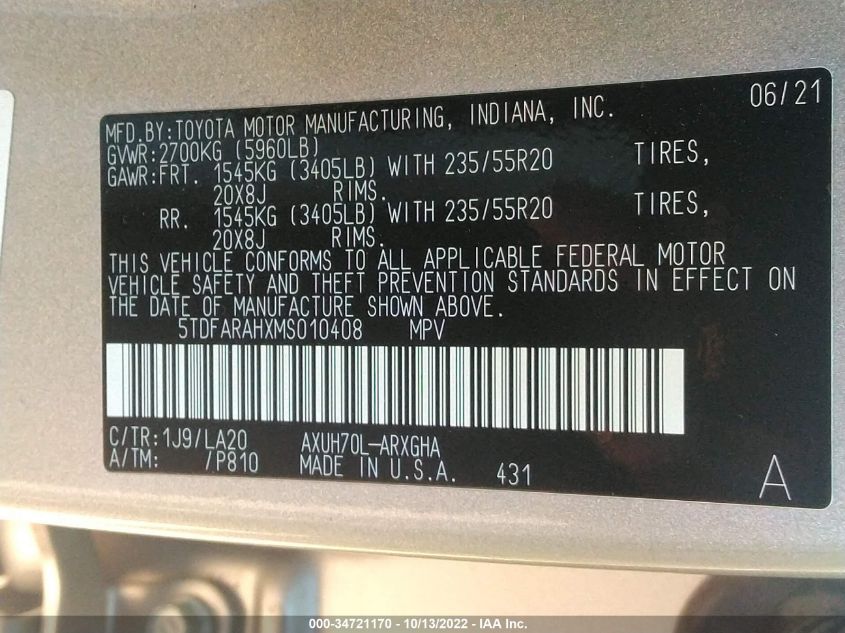 06/21
MFD.BY:TOYOTA MOTOR MANUFACTURING, INDIANA, INC.
GVWR:2700KG (5960LB)
GAWR:FRT. 1545KG (3405LB) WITH 235/55R20 TIRES,
20X8J RIMS.
RR. 1545KG (3405LB) WITH 235/55R20 TIRES,
20X8J RIMS.
THIS VEHICLE CONFORMS TO ALL APPLICABLE FEDERAL MOTOR
VEHICLE SAFETY AND THEFT PREVENTION STANDARDS IN EFFECT ON
THE DATE OF MANUFACTURE SHOWN ABOVE.
5TDFARAHXMS010408 MPV
C/TR:1J9/LA20 AXUH70L-ARXGHA
A/TM: /P810 MADE IN U.S.A. 431
A
000-34721170 - 10/13/2022 - IAA Inc.